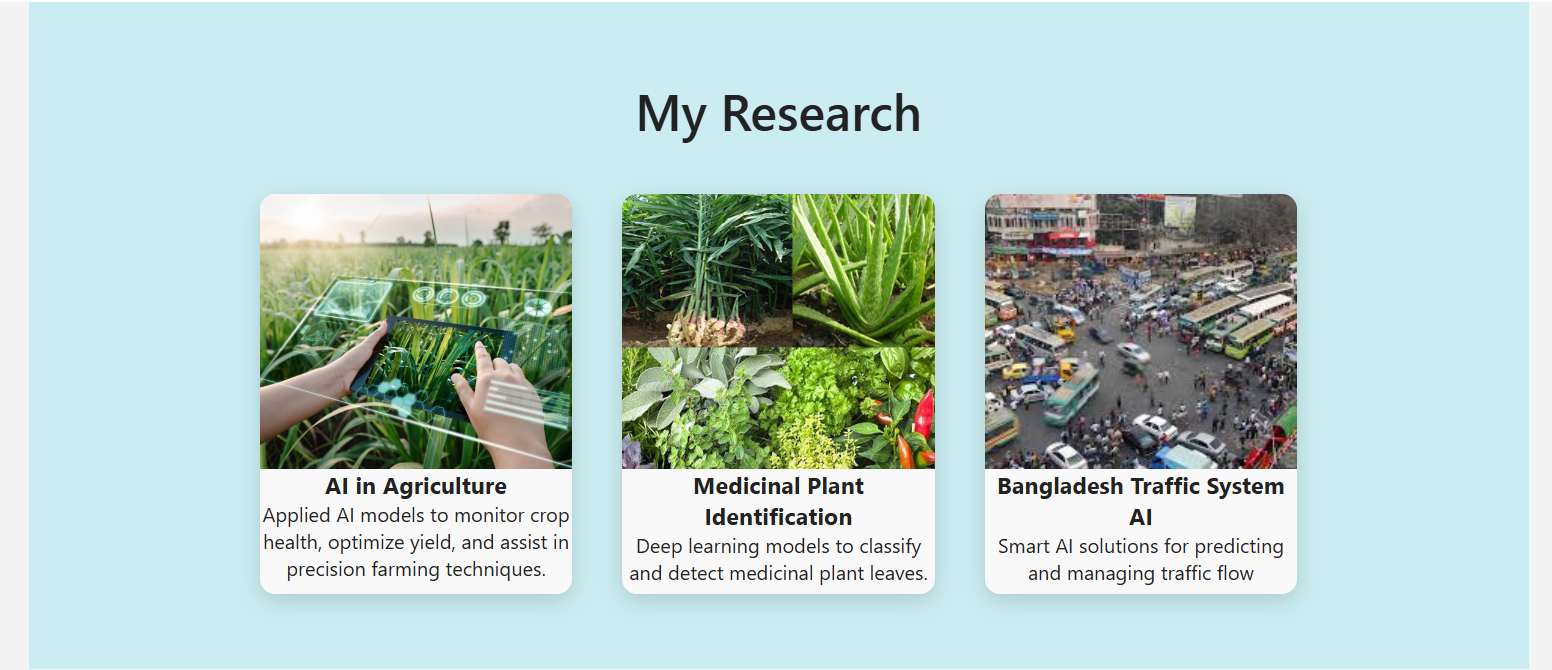 My Research
AI in Agriculture
Applied AI models to monitor crop
health, optimize yield, and assist in
precision farming techniques.
Medicinal Plant
Identification
Deep learning models to classify
and detect medicinal plant leaves.
Bangladesh Traffic System
AI
Smart AI solutions for predicting
and managing traffic flow